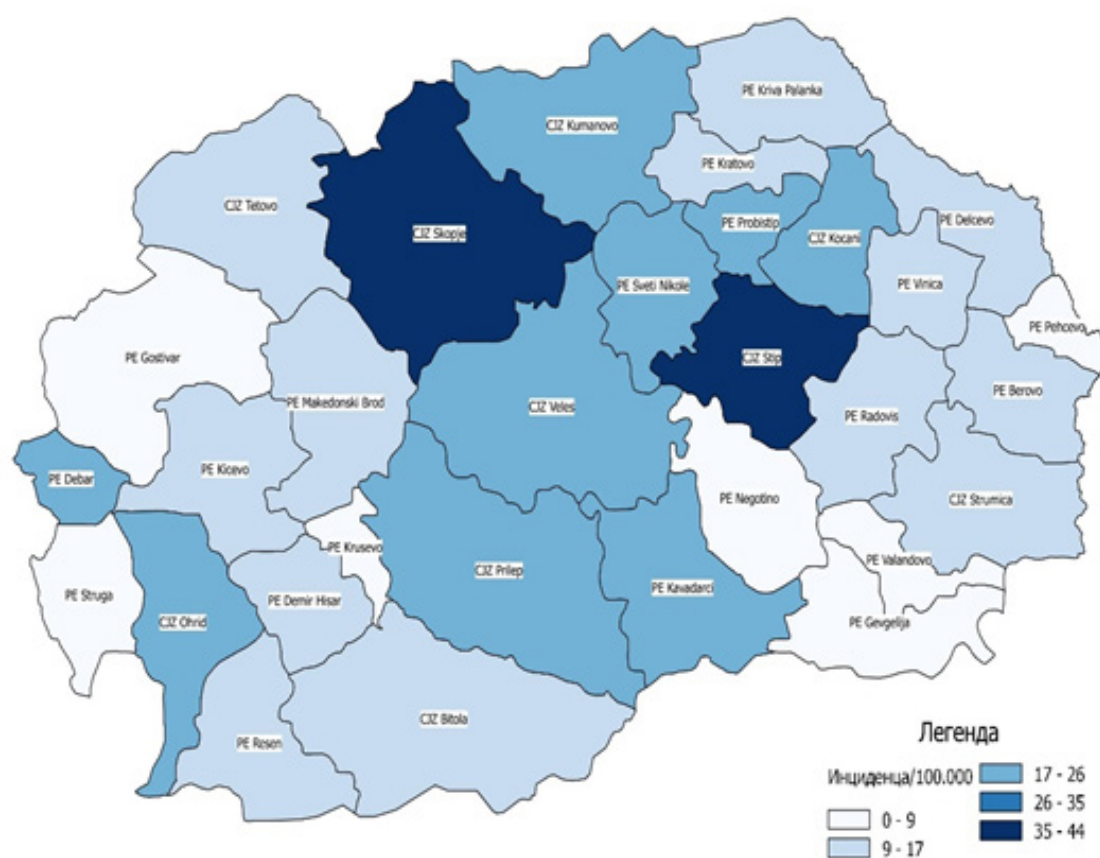 PE Kriva Palanka
CJZ Kumanovo
PE Kratovo
CJZ Tetovo
PE Delcevo
PE Probistip
CJZ Skopje
CJZ Kocani
PE Vinica
PE Sveti Nikole
PE Pehcevo
PE Gostivar
CJZ Stip
PE Berovo
PE Makedonski Brod
CJZ Veles
PE Radovis
PE Kicevo
PE Debar
PE Negotino
CJZ Strumica
PE Krusevo
PE Valandovo
CJZ Prilep
PE Kavadarci
PE Struga
PE Demir Hisar
CJZ Ohrid
PE Gevgelija
CJZ Bitola
PE Resen
Легенда
Инциденца/100.000
0 - 9
9 - 17
17 - 26
26 - 35
35 - 44